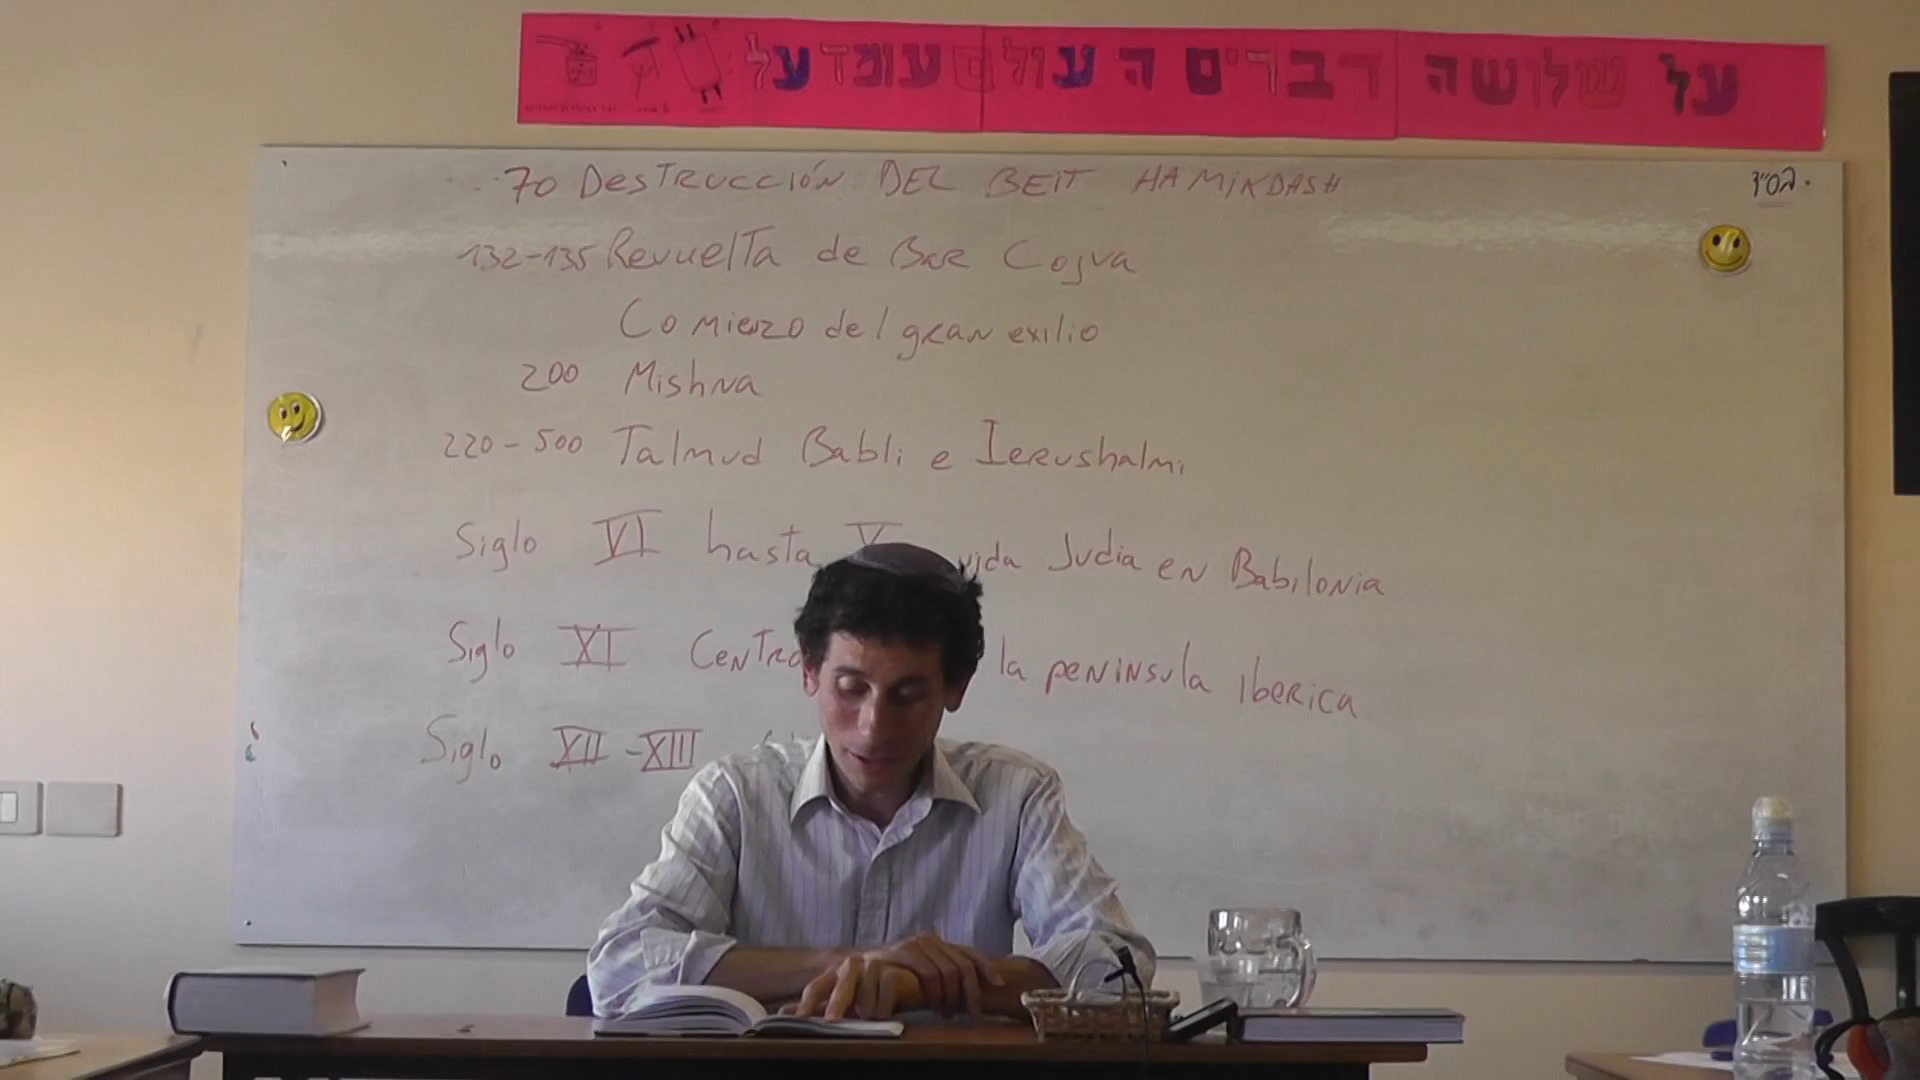 על שלושה דברים העולם עומד על
בס"ד
70 DESTRUCCIÓN DEL BEIT HAMIKDASH
132-135 Revuelta de Bar Cojva
Comienzo del gran exilio
200 Mishna
220-500 Talmud Babli e Ierushalmi
Siglo VI hasta vida Judia en Babilonia
Siglo XI Centro la peninsula iberica
Siglo XII-XIII